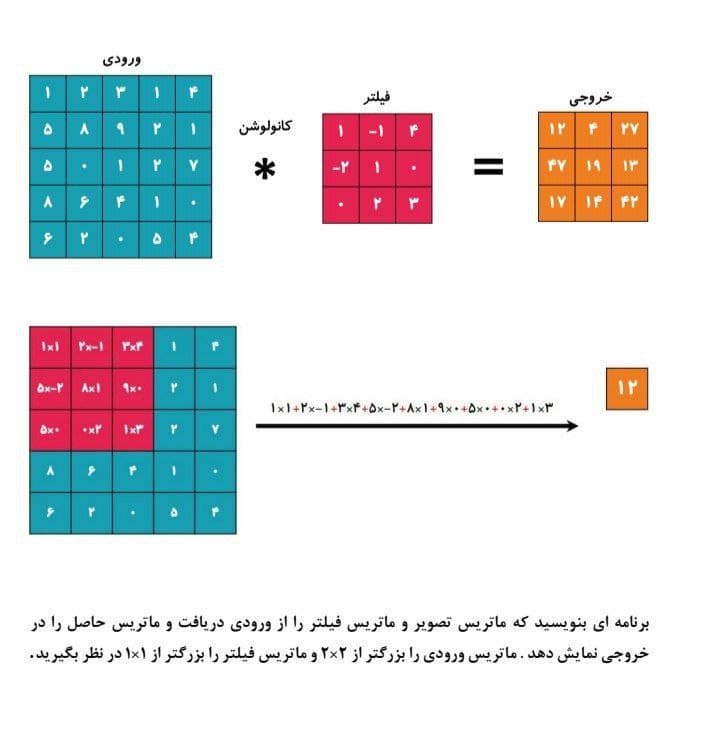 ورودی
۱ ۲ ۳ ۱ ۴
۵ ۸ ۹ ۲ ۱
۵ ۰ ۱ ۲ ۷
۸ ۶ ۴ ۱ ۰
۶ ۲ ۰ ۵ ۴
کانولوشن
*
فیلتر
۱ -۱ ۴
-۲ ۱ ۰
۰ ۲ ۳
=
خروجی
۱۲ ۴ ۲۷
۴۷ ۱۹ ۱۳
۱۷ ۱۴ ۴۲
۱×۱ ۲×-۱ ۳×۴ ۱ ۴
۵×-۲ ۸×۱ ۹×۰ ۲ ۱
۵×۰ ۰×۲ ۱×۳ ۲ ۷
۸ ۶ ۴ ۱ ۰
۶ ۲ ۰ ۵ ۴
۱×۱+۲×-۱+۳×۴+۵×-۲+۸×۱+۹×۰+۵×۰+۰×۲+۱×۳
۱۲
برنامه ای بنویسید که ماتریس تصویر و ماتریس فیلتر را از ورودی دریافت و ماتریس حاصل را در
خروجی نمایش دهد . ماتریس ورودی را بزرگتر از ۲×۲ و ماتریس فیلتر را بزرگتر از ۱×۱ در نظر بگیرید.